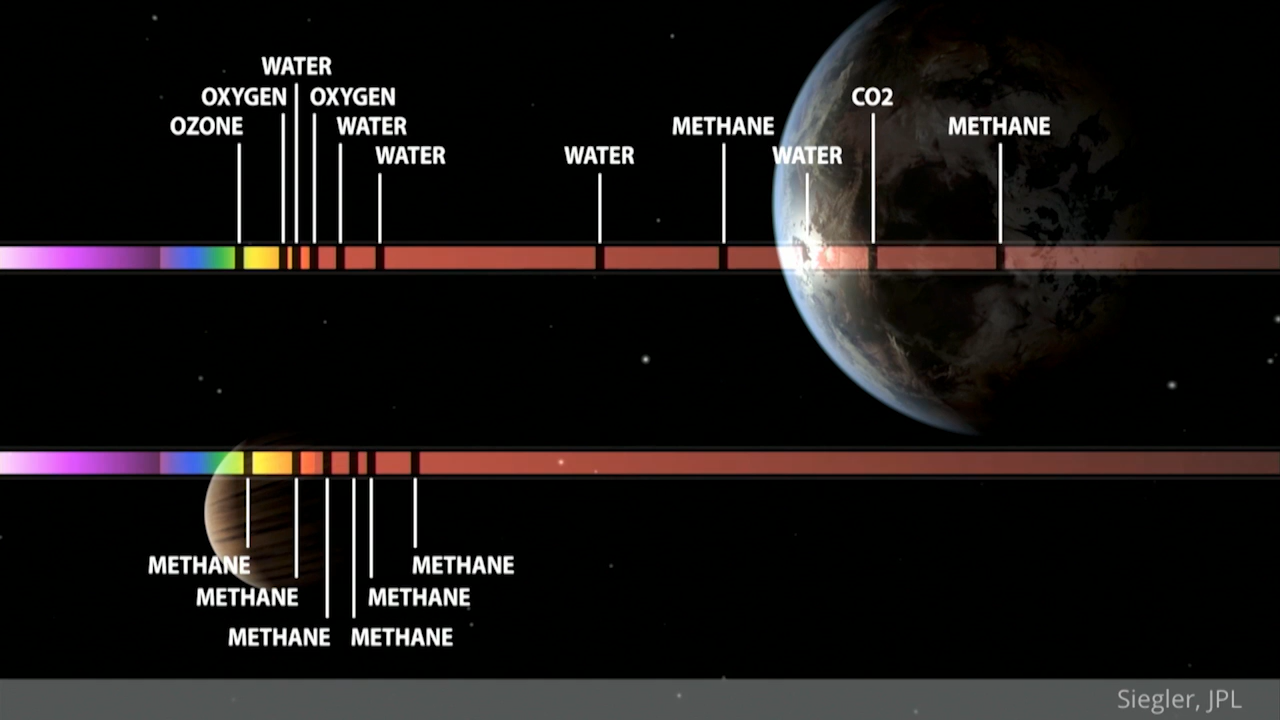 WATER
OXYGEN OXYGEN CO2
OZONE WATER METHANE METHANE
WATER WATER WATER
METHANE METHANE
METHANE METHANE
METHANE METHANE
Siegler, JPL